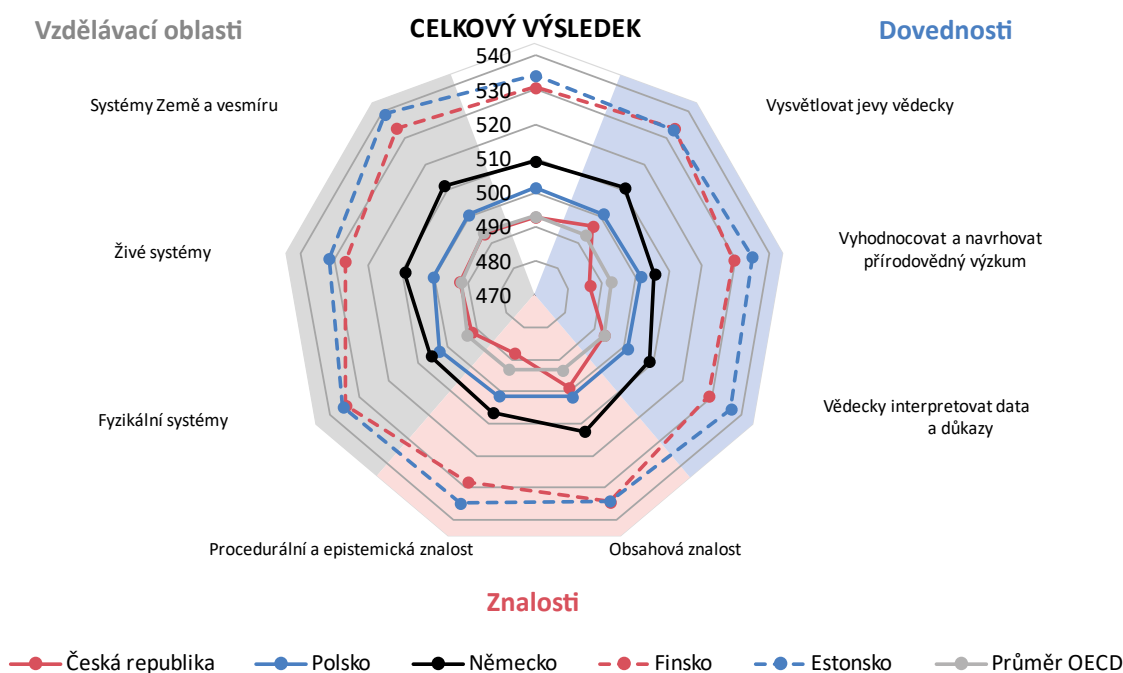 Vzdělávací oblasti
CELKOVÝ VÝSLEDEK
Dovednosti
540
530
520
510
500
490
480
470
Systémy Země a vesmíru
Vysvětlovat jevy vědecky
Živé systémy
Vyhodnocovat a navrhovat
přírodovědný výzkum
Fyzikální systémy
Vědecky interpretovat data
a důkazy
Procedurální a epistemická znalost
Obsahová znalost
Znalosti
Česká republika
Polsko
Německo
Finsko
Estonsko
Průměr OECD